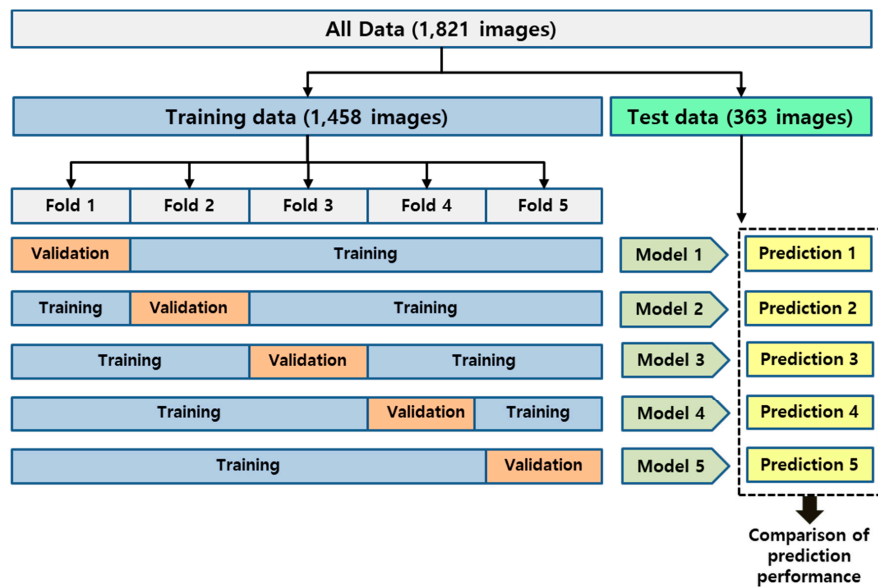 All Data (1,821 images)
Training data (1,458 images)
Test data (363 images)
Fold 1
Fold 2
Fold 3
Fold 4
Fold 5
Validation
Training
Model 1
Prediction 1
Training
Validation
Training
Model 2
Prediction 2
Training
Validation
Training
Model 3
Prediction 3
Training
Validation
Training
Model 4
Prediction 4
Training
Validation
Model 5
Prediction 5
Comparison of
prediction
performance